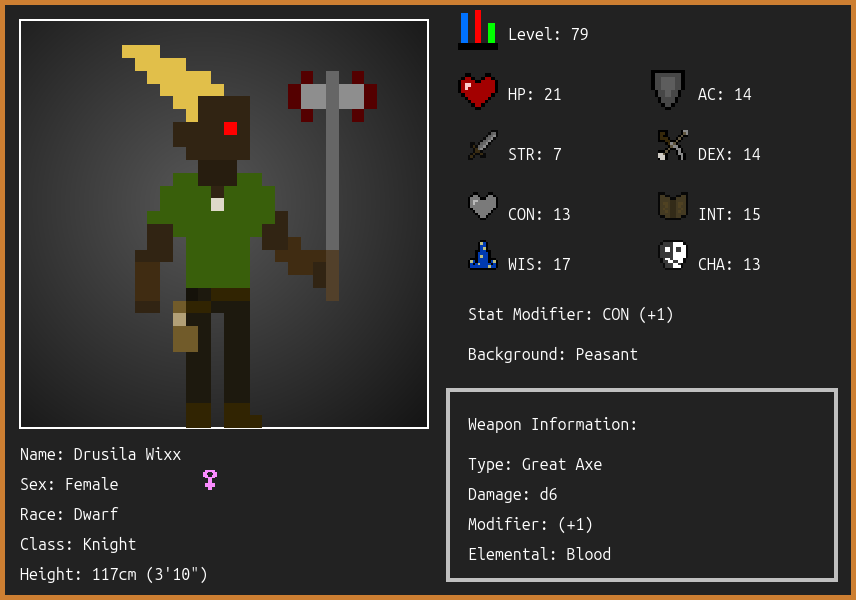 Level: 79
HP: 21
AC: 14
STR: 7
DEX: 14
CON: 13
INT: 15
WIS: 17
CHA: 13
Stat Modifier: CON (+1)
Background: Peasant
Weapon Information:
Type: Great Axe
Damage: d6
Modifier: (+1)
Elemental: Blood
Name: Drusila Wixx
Sex: Female
Race: Dwarf
Class: Knight
Height: 117cm (3'10")